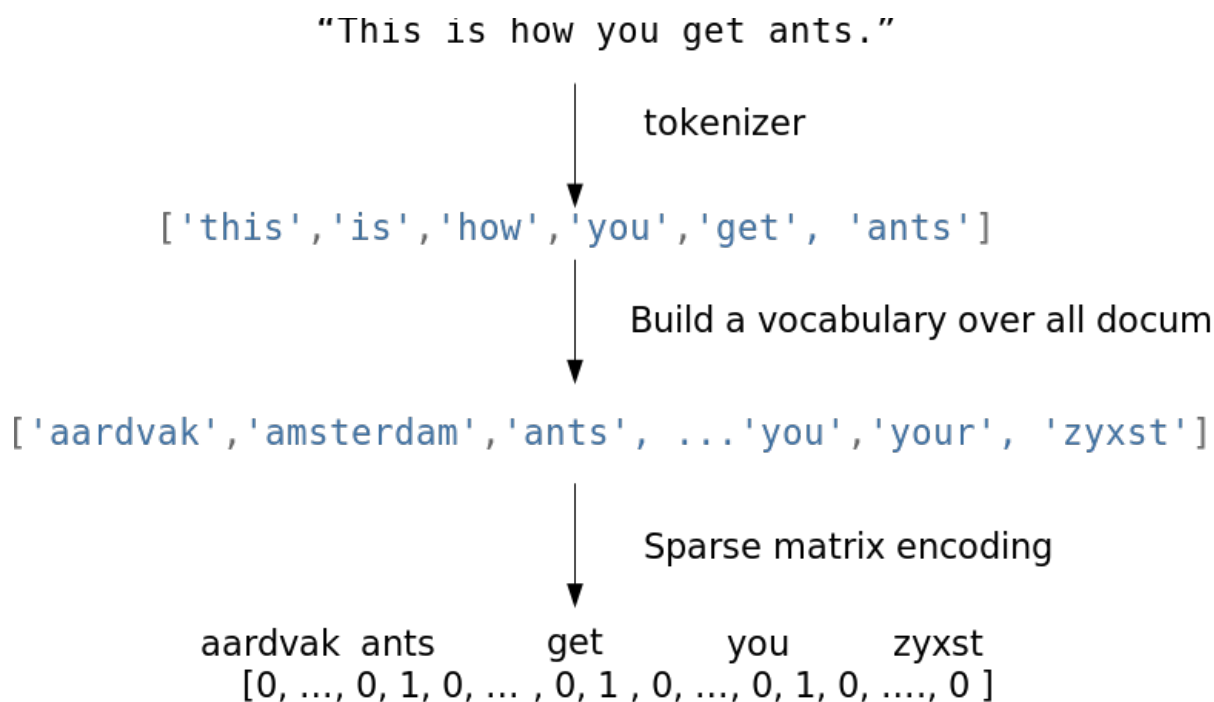 “This is how you get ants.”
tokenizer
['this','is','how','you','get', 'ants']
Build a vocabulary over all docum
['aardvak','amsterdam','ants', ...'you','your', 'zyxst']
Sparse matrix encoding
aardvak ants get you zyxst
[0, ..., 0, 1, 0, ... , 0, 1 , 0, ..., 0, 1, 0, ...., 0 ]